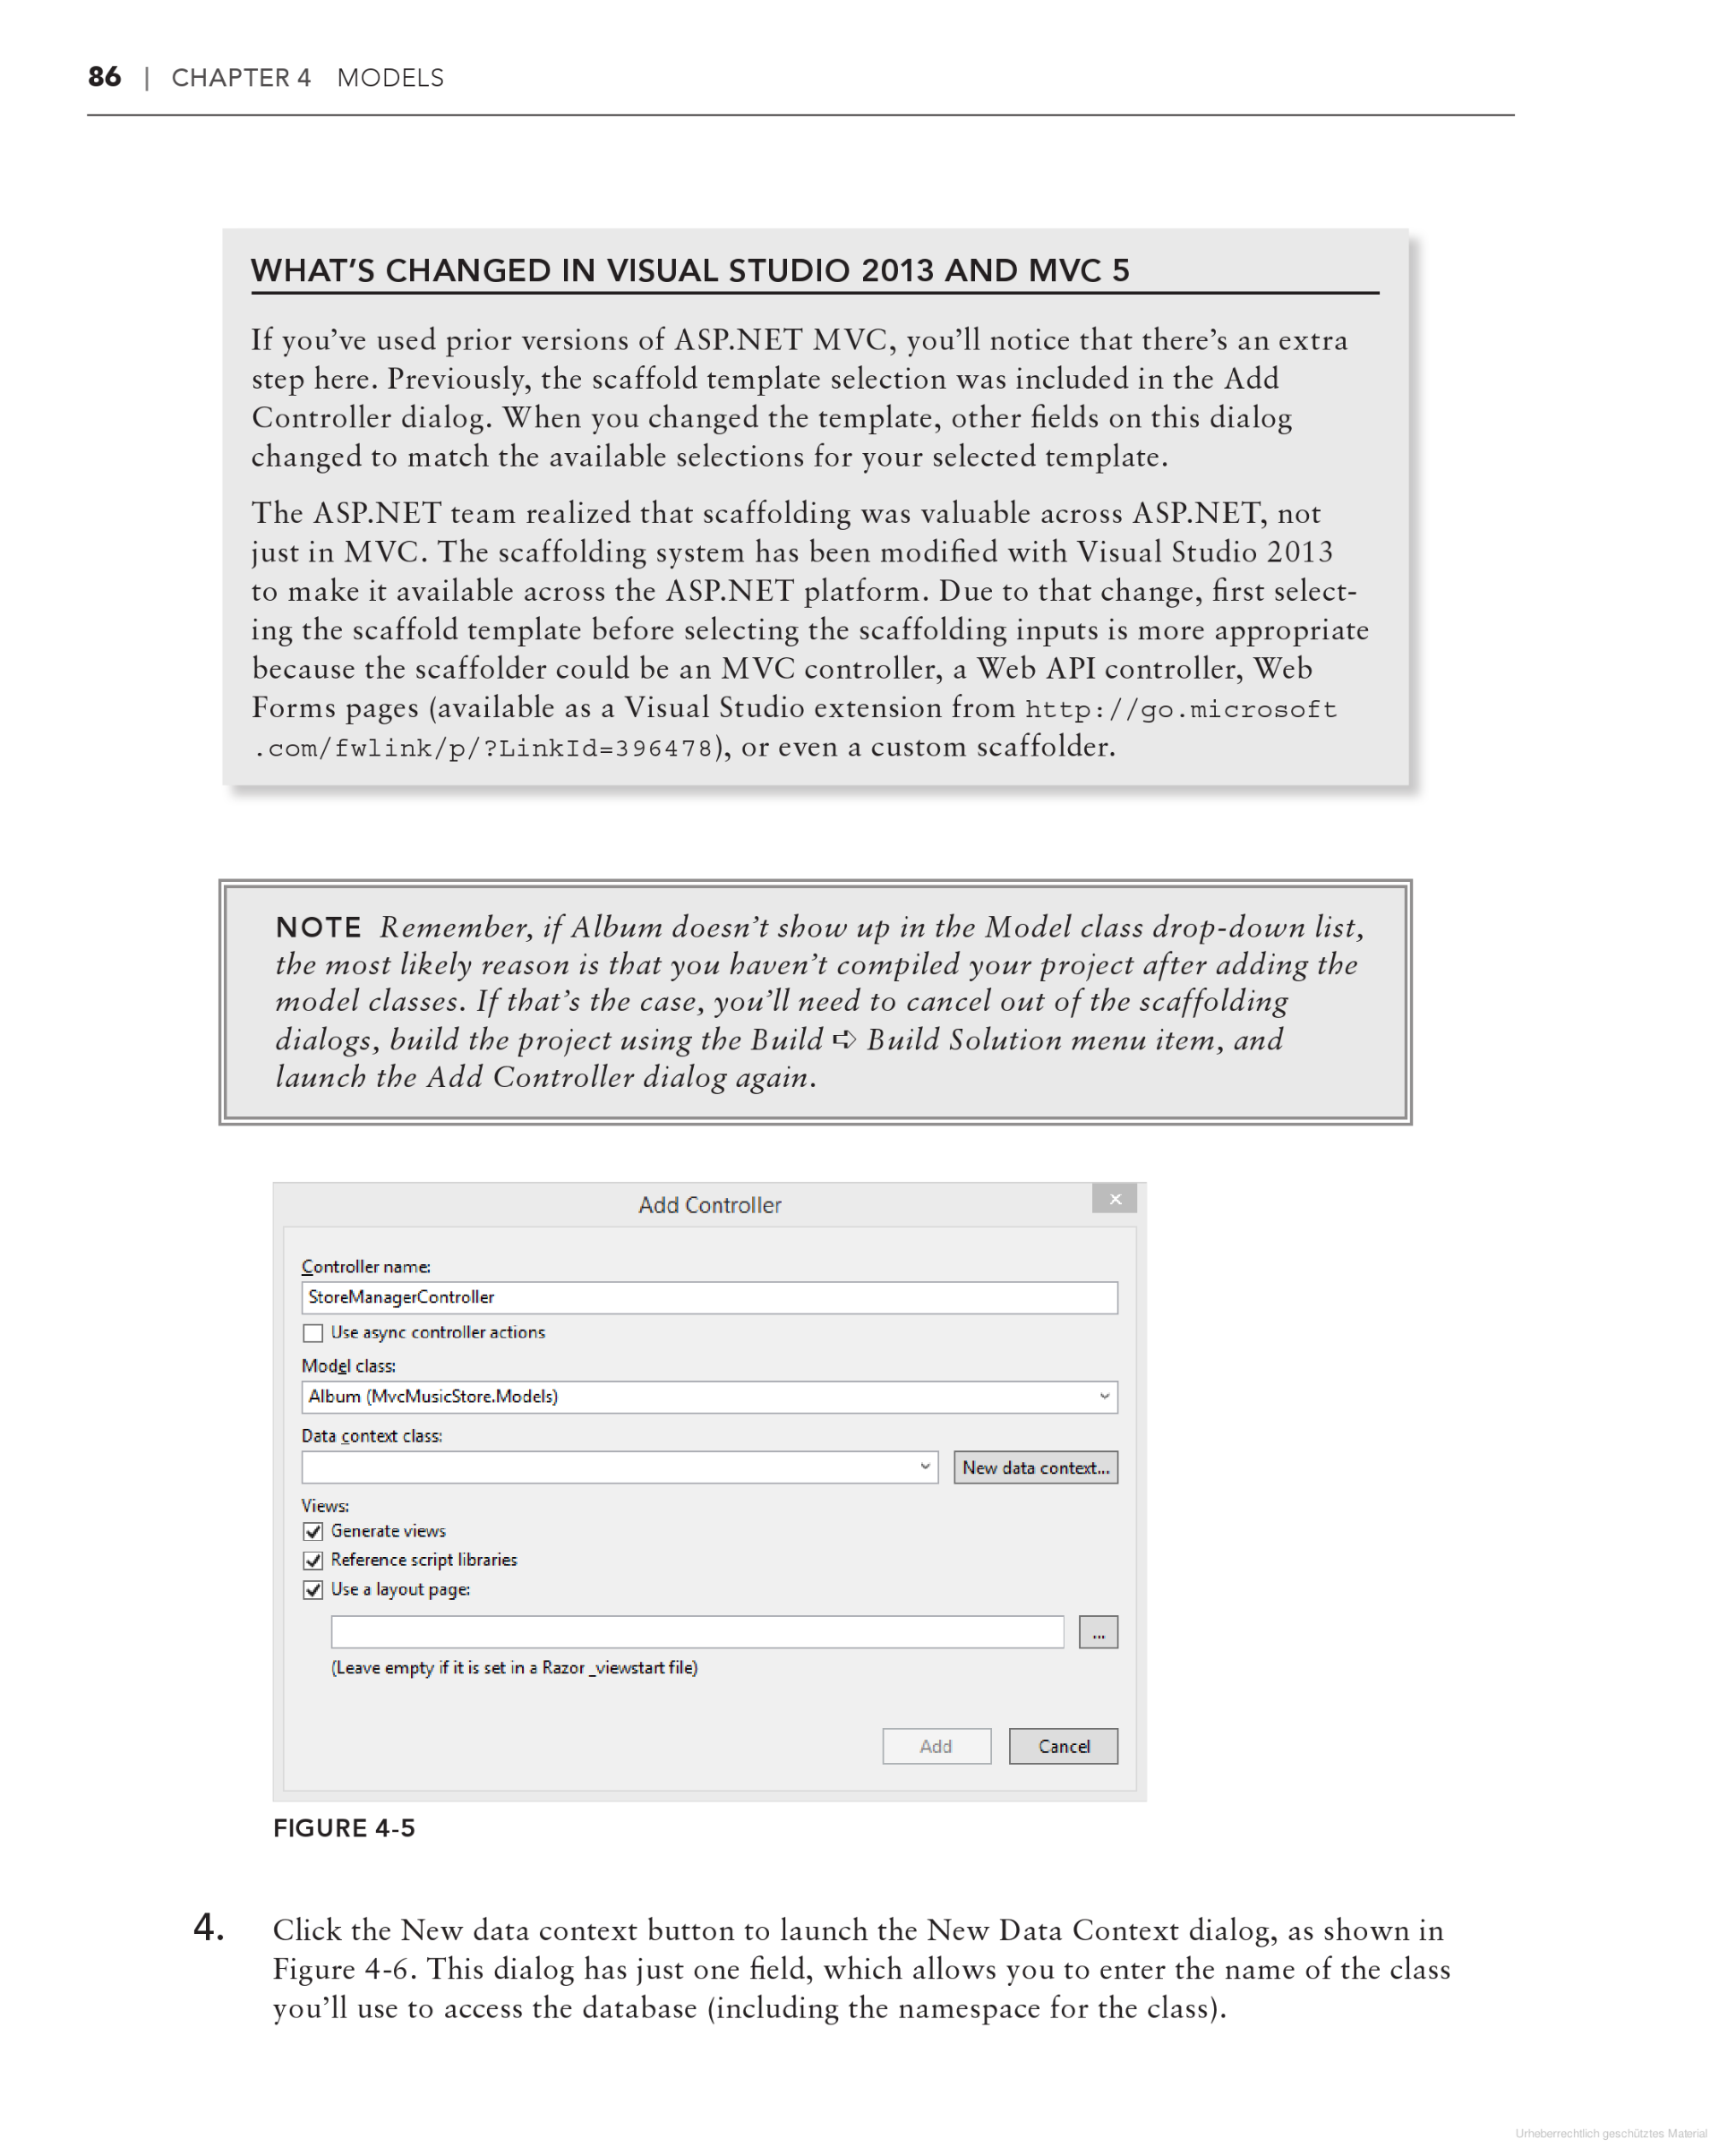 86 | CHAPTER 4 MODELS
WHAT’S CHANGED IN VISUAL STUDIO 2013 AND MVC 5
If you’ve used prior versions of ASP.NET MVC, you’ll notice that there’s an extra
step here. Previously, the scaffold template selection was included in the Add
Controller dialog. When you changed the template, other fields on this dialog
changed to match the available selections for your selected template.
The ASP.NET team realized that scaffolding was valuable across ASP.NET, not
just in MVC. The scaffolding system has been modified with Visual Studio 2013
to make it available across the ASP.NET platform. Due to that change, first select-
ing the scaffold template before selecting the scaffolding inputs is more appropriate
because the scaffolder could be an MVC controller, a Web API controller, Web
Forms pages (available as a Visual Studio extension from http://go.microsoft
.com/fwlink/p/?LinkId=396478), or even a custom scaffolder.
NOTE Remember, if Album doesn’t show up in the Model class drop-down list,
the most likely reason is that you haven’t compiled your project after adding the
model classes. If that’s the case, you’ll need to cancel out of the scaffolding
dialogs, build the project using the Build ➪ Build Solution menu item, and
launch the Add Controller dialog again.
Add Controller
Controller name:
StoreManagerController
Use async controller actions
Model class:
Album (MvcMusicStore.Models)
Data context class:
New data context...
Views:
Generate views
Reference script libraries
Use a layout page:
...
(Leave empty if it is set in a Razor _viewstart file)
Add Cancel
FIGURE 4-5
4. Click the New data context button to launch the New Data Context dialog, as shown in
Figure 4-6. This dialog has just one field, which allows you to enter the name of the class
you’ll use to access the database (including the namespace for the class).
Urheberrechtlich geschütztes Material